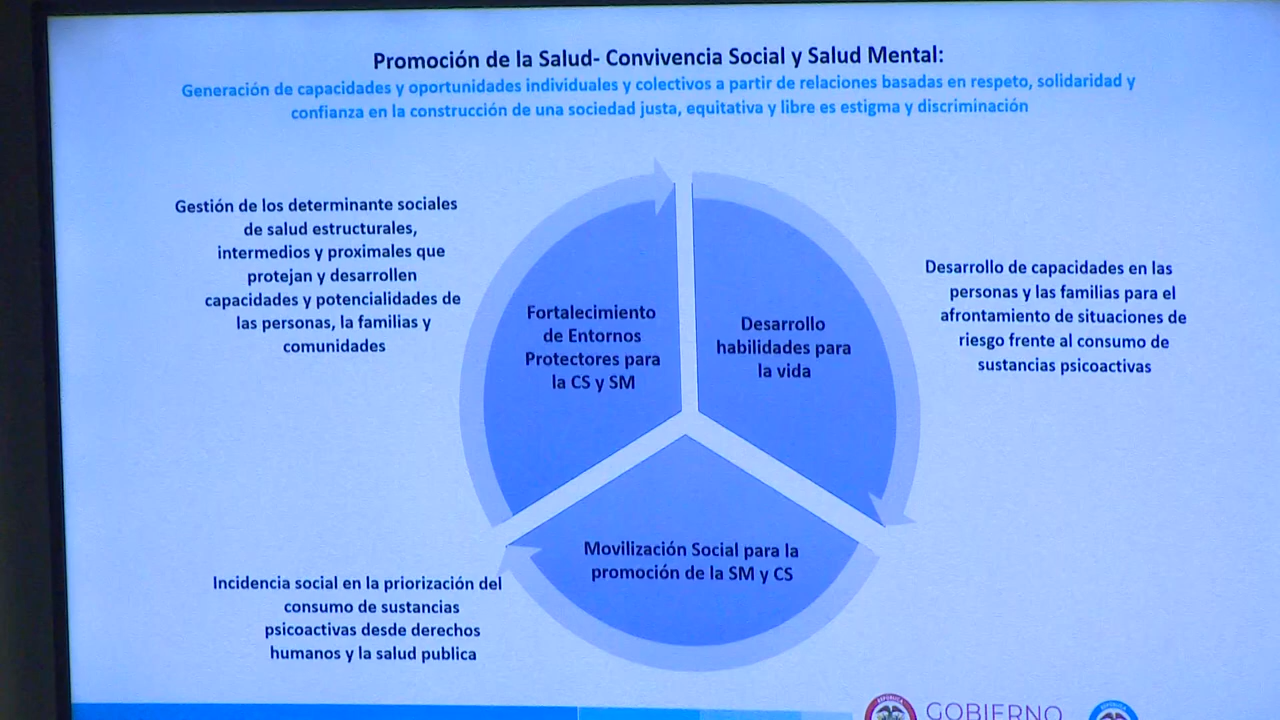 Promoción de la Salud- Convivencia Social y Salud Mental:
Generación de capacidades y oportunidades individuales y colectivos a partir de relaciones basadas en respeto, solidaridad y
confianza en la construcción de una sociedad justa, equitativa y libre es estigma y discriminación
Gestión de los determinante sociales
de salud estructurales,
intermedios y proximales que
protejan y desarrollen
capacidades y potencialidades de
las personas, la familias y
comunidades
Fortalecimiento
de Entornos
Protectores para
la CS y SM
Desarrollo
habilidades para
la vida
Desarrollo de capacidades en las
personas y las familias para el
afrontamiento de situaciones de
riesgo frente al consumo de
sustancias psicoactivas
Movilización Social para la
promoción de la SM y CS
Incidencia social en la priorización del
consumo de sustancias
psicoactivas desde derechos
humanos y la salud publica
GOBIERNO